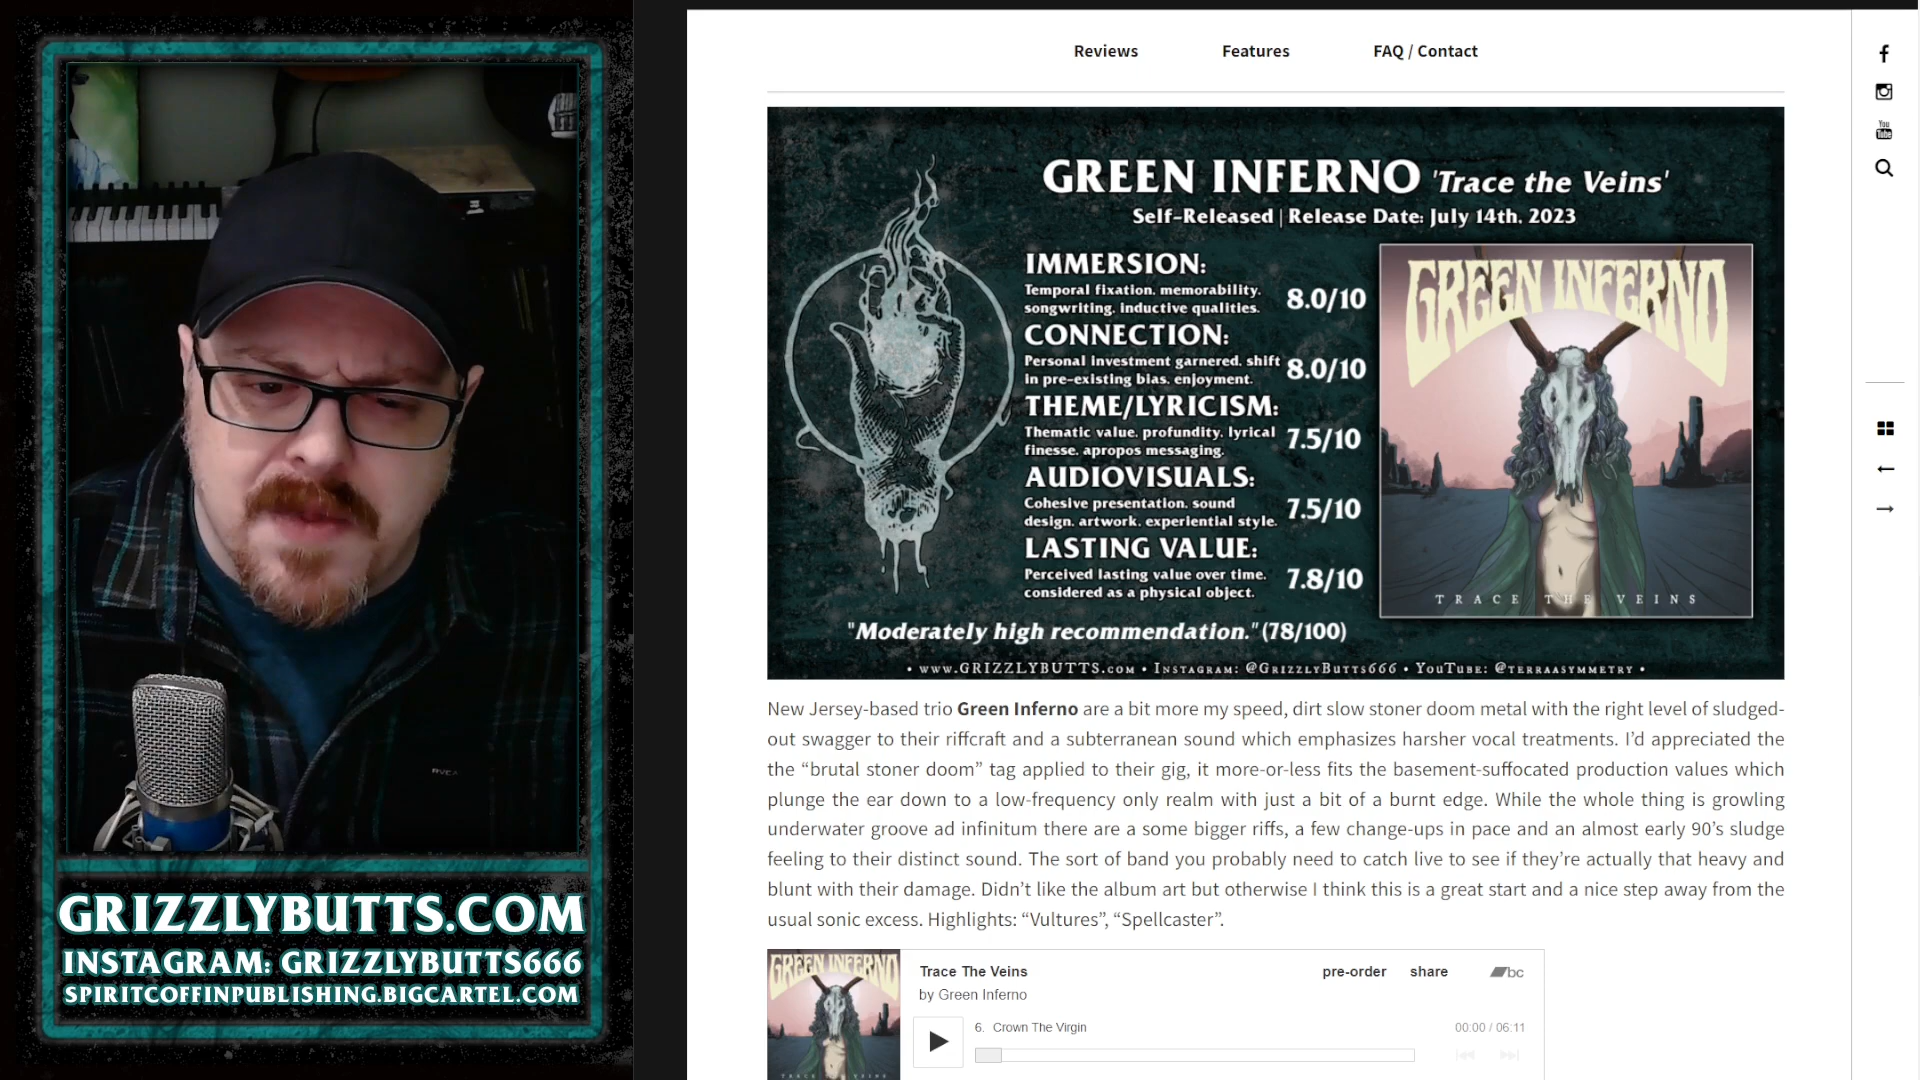 GRIZZLYBUTTS.COM
INSTAGRAM: GRIZZLYBUTTS666
SPIRITCOFFINPUBLISHING.BIGCARTEL.COM
RVCA
Reviews Features FAQ / Contact
You
Tube
GREEN INFERNO 'Trace the Veins'
Self-Released | Release Date: July 14th, 2023
IMMERSION:
Temporal fixation, memorability,
songwriting, inductive qualities.
8.0/10
CONNECTION:
Personal investment garnered, shift
in pre-existing bias, enjoyment.
8.0/10
THEME/LYRICISM:
Thematic value, profundity, lyrical
finesse, apropos messaging.
7.5/10
AUDIOVISUALS:
Cohesive presentation, sound
design, artwork, experiential style.
7.5/10
LASTING VALUE:
Perceived lasting value over time,
considered as a physical object.
7.8/10
"Moderately high recommendation." (78/100)
• www.GRIZZLYBUTTS.com • Instagram: @GrizzlyButts666 • YouTube: @terraasymmetry •
GREEN INFERNO
TRACE THE VEINS
New Jersey-based trio Green Inferno are a bit more my speed, dirt slow stoner doom metal with the right level of sludged-
out swagger to their riffcraft and a subterranean sound which emphasizes harsher vocal treatments. I’d appreciated the
the “brutal stoner doom” tag applied to their gig, it more-or-less fits the basement-suffocated production values which
plunge the ear down to a low-frequency only realm with just a bit of a burnt edge. While the whole thing is growling
underwater groove ad infinitum there are a some bigger riffs, a few change-ups in pace and an almost early 90’s sludge
feeling to their distinct sound. The sort of band you probably need to catch live to see if they’re actually that heavy and
blunt with their damage. Didn’t like the album art but otherwise I think this is a great start and a nice step away from the
usual sonic excess. Highlights: “Vultures”, “Spellcaster”.
GREEN INFERNO
TRACE THE VEINS
Trace The Veins
by Green Inferno
pre-order share bc
6. Crown The Virgin 00:00 / 06:11